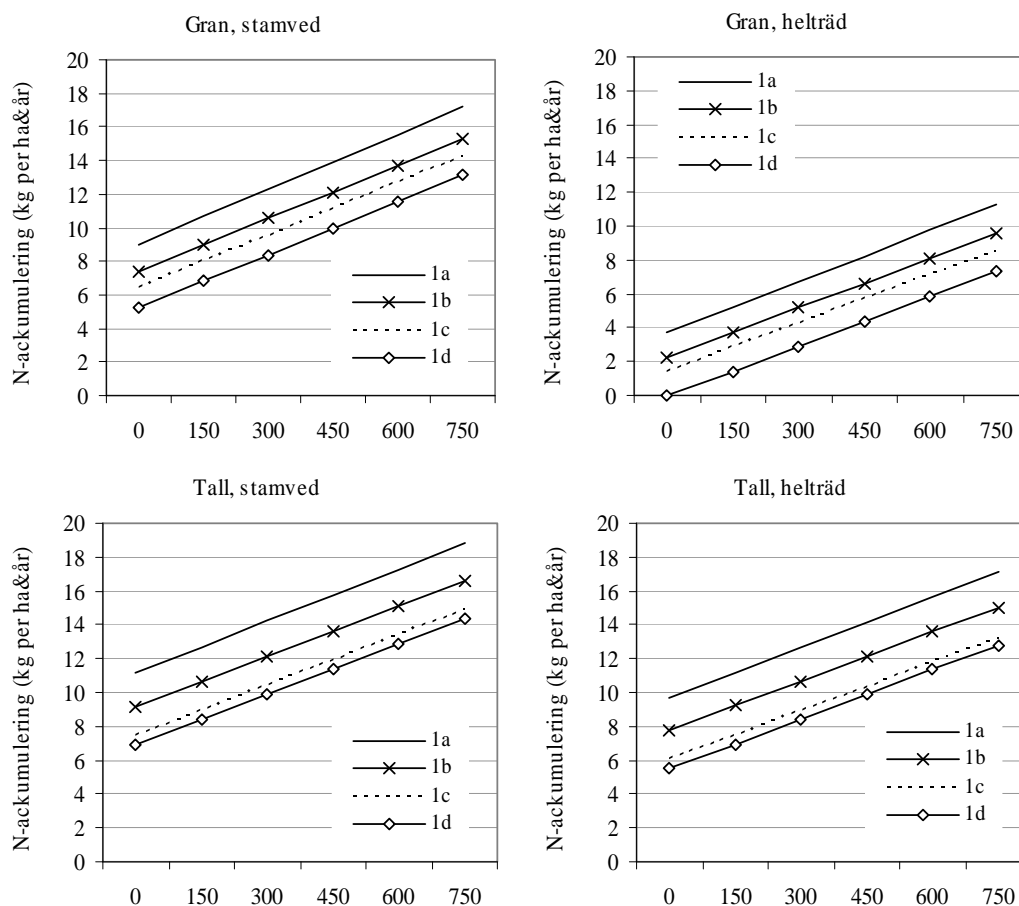 Gran, stamved
N-ackumulering (kg per ha&år)
20
18
16
14
12
10
8
6
4
2
0
1a
1b
1c
1d
0 150 300 450 600 750
Gran, helträd
N-ackumulering (kg per ha&år)
20
18
16
14
12
10
8
6
4
2
0
1a
1b
1c
1d
0 150 300 450 600 750
Tall, stamved
N-ackumulering (kg per ha&år)
20
18
16
14
12
10
8
6
4
2
0
1a
1b
1c
1d
0 150 300 450 600 750
Tall, helträd
N-ackumulering (kg per ha&år)
20
18
16
14
12
10
8
6
4
2
0
1a
1b
1c
1d
0 150 300 450 600 750